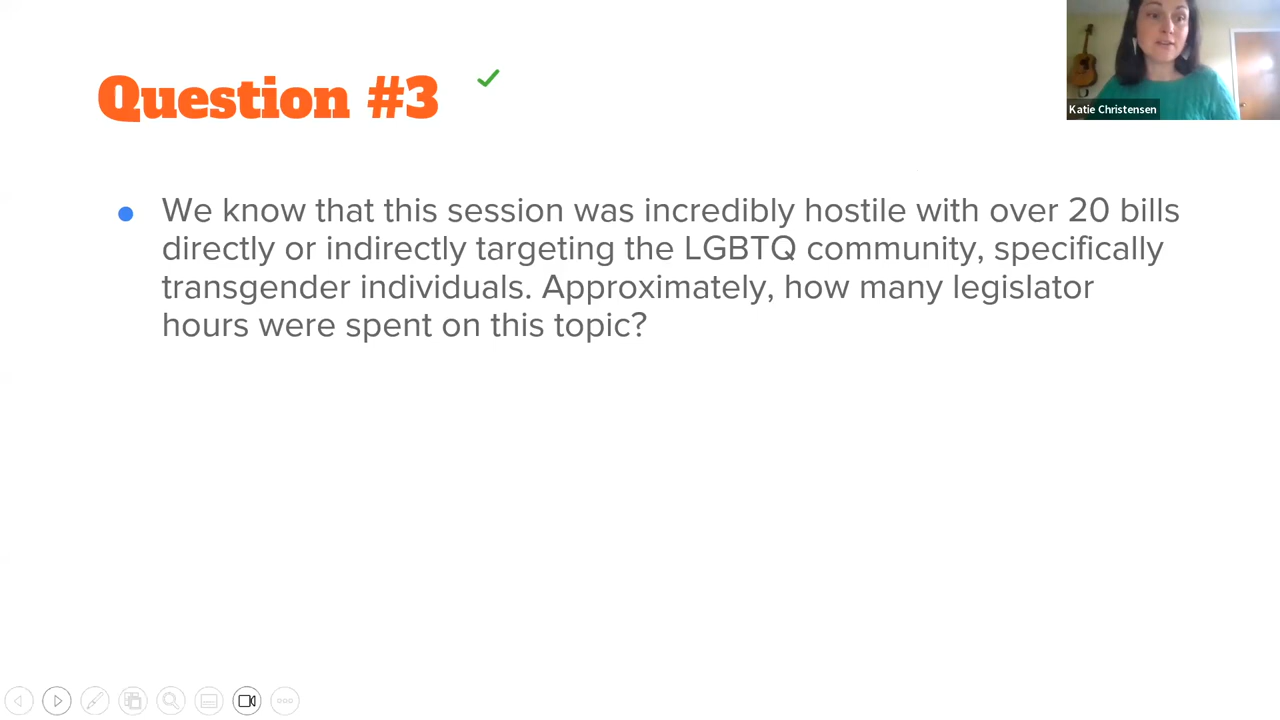 Question #3
Katie Christensen
We know that this session was incredibly hostile with over 20 bills
directly or indirectly targeting the LGBTQ community, specifically
transgender individuals. Approximately, how many legislator
hours were spent on this topic?